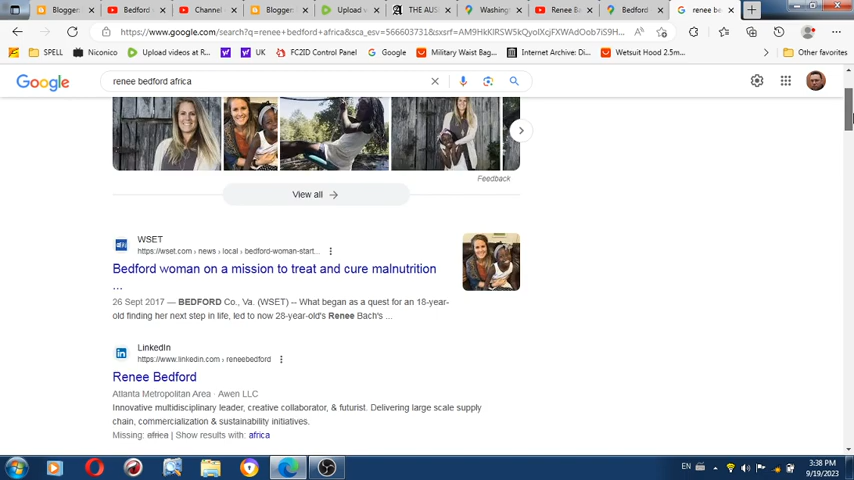 Blogger:
Bedford
Channel
Blogger:
Upload v
THE AUS
Washing
Renee Ba
Bedford
renee be
https://www.google.com/search?q=renee+bedford+africa&sca_esv=566603731&sxsrf=AM9HkKlRSW5kQyolXcjFXWAdOob7iS9H...
SPELL
Niconico
Upload videos at R...
UK
FC2ID Control Panel
Google
Military Waist Bag...
Internet Archive: Di...
Wetsuit Hood 2.5m...
Other favorites
Google
renee bedford africa
Feedback
View all
WSET
https://wset.com › news › local › bedford-woman-start...
Bedford woman on a mission to treat and cure malnutrition
...
26 Sept 2017 — BEDFORD Co., Va. (WSET) -- What began as a quest for an 18-year-
old finding her next step in life, led to now 28-year-old's Renee Bach's ...
LinkedIn
https://www.linkedin.com › reneebedford
Renee Bedford
Atlanta Metropolitan Area · Awen LLC
Innovative multidisciplinary leader, creative collaborator, & futurist. Delivering large scale supply
chain, commercialization & sustainability initiatives.
Missing: africa | Show results with: africa
EN
3:38 PM
9/19/2023